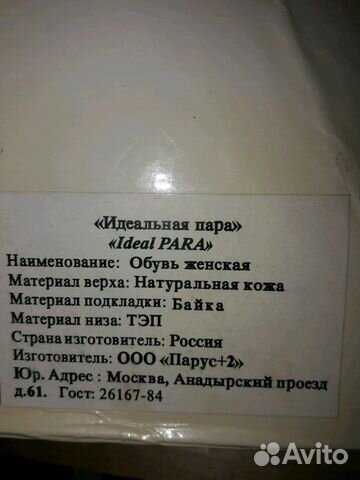 «Идеальная пара»
«Ideal PARA»
Наименование: Обувь женская
Материал верха: Натуральная кожа
Материал подкладки: Байка
Материал низа: ТЭП
Страна изготовитель: Россия
Изготовитель: ООО «Парус+2»
Юр. Адрес : Москва, Анадырский проезд
д.61. Гост: 26167-84
Avito